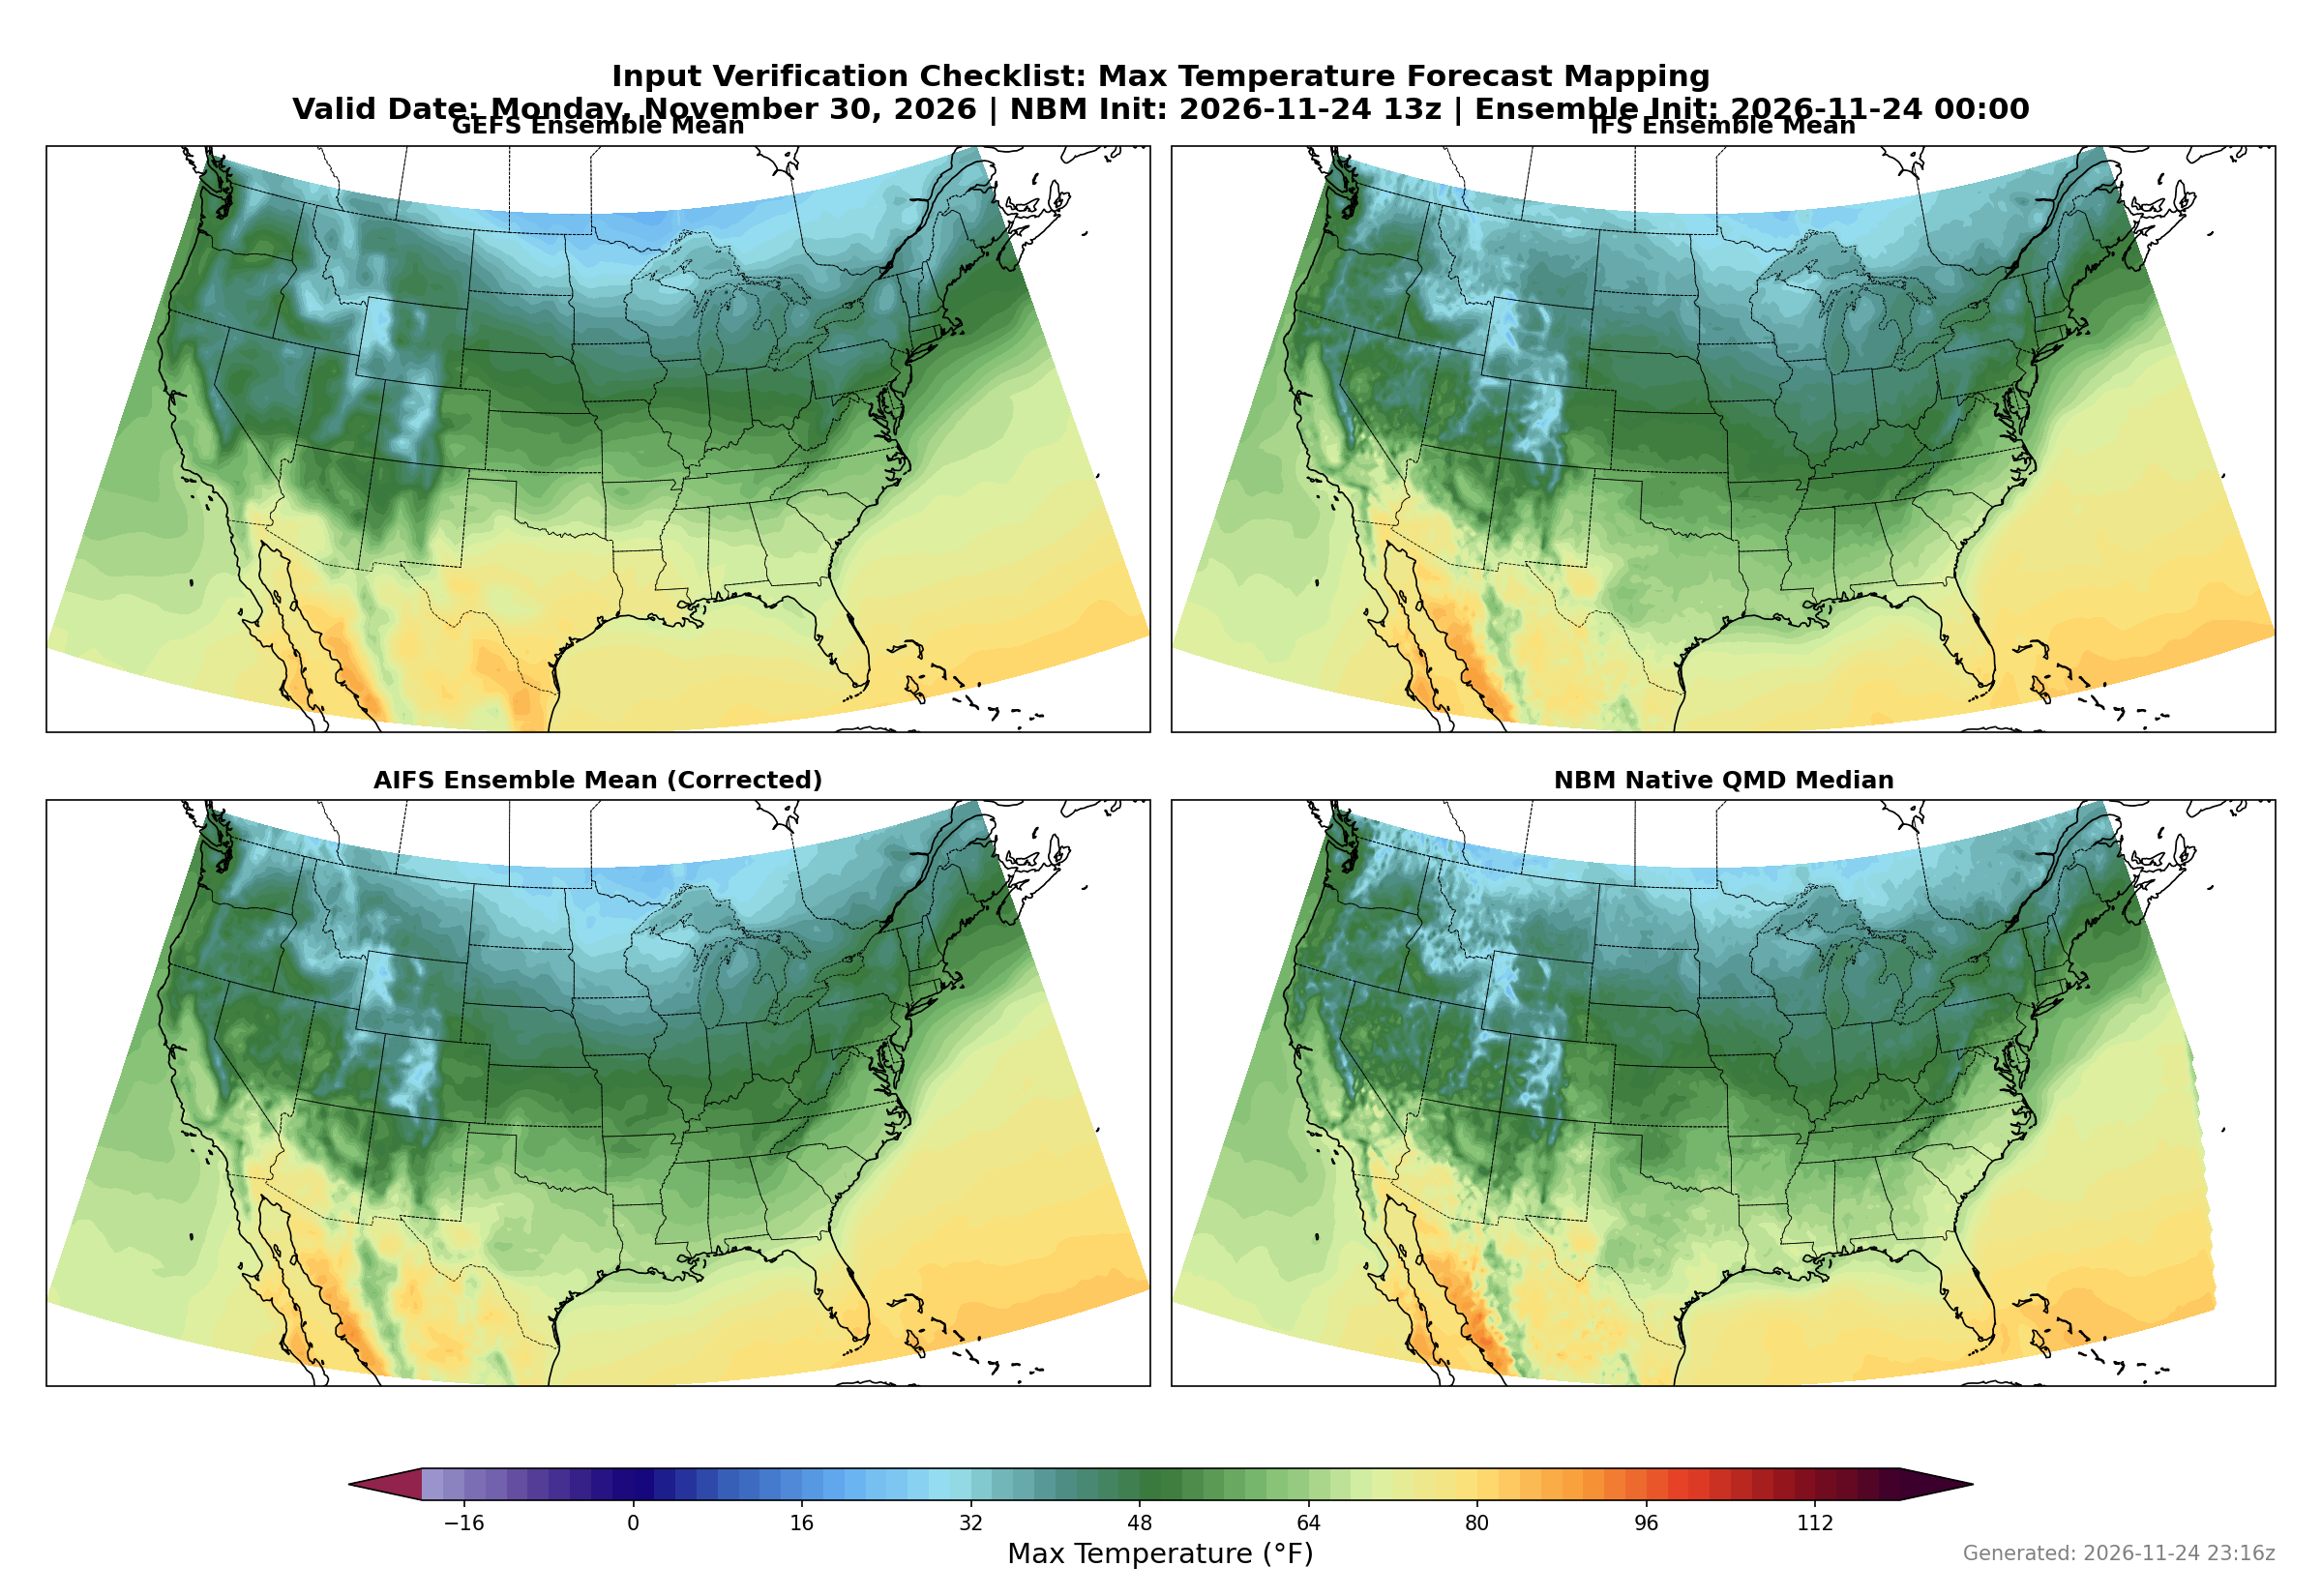 Input Verification Checklist: Max Temperature Forecast Mapping
Valid Date: Monday, November 30, 2026 | NBM Init: 2026-11-24 13z | Ensemble Init: 2026-11-24 00:00
GEFS Ensemble Mean
IFS Ensemble Mean
AIFS Ensemble Mean (Corrected)
NBM Native QMD Median
−16 0 16 32 48 64 80 96 112
Max Temperature (°F)
Generated: 2026-11-24 23:16z